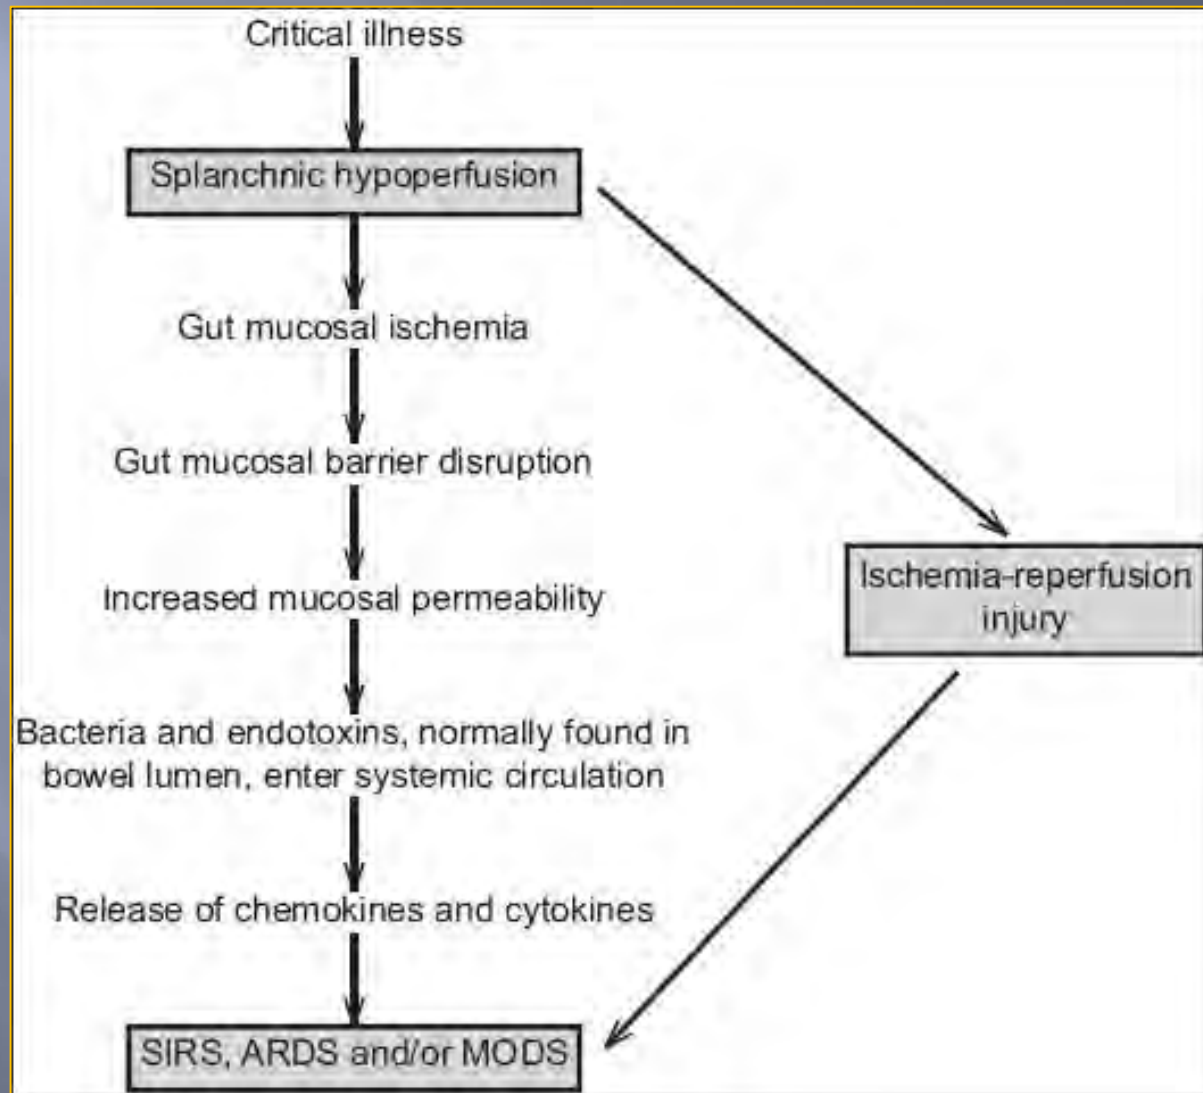 Critical illness
Splanchnic hypoperfusion
Gut mucosal ischemia
Gut mucosal barrier disruption
Increased mucosal permeability
Ischemia-reperfusion
injury
Bacteria and endotoxins, normally found in
bowel lumen, enter systemic circulation
Release of chemokines and cytokines
SIRS, ARDS and/or MODS